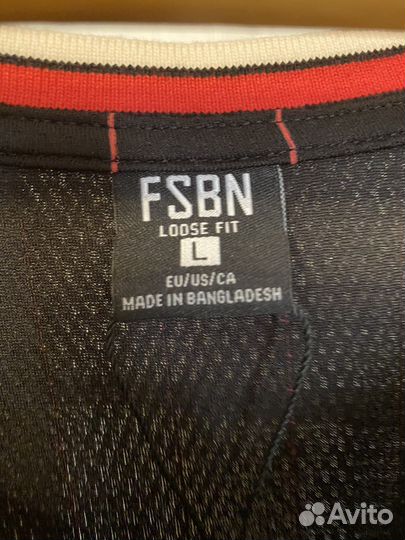 FSBN
LOOSE FIT
L
EU/US/CA
MADE IN BANGLADESH
Avito